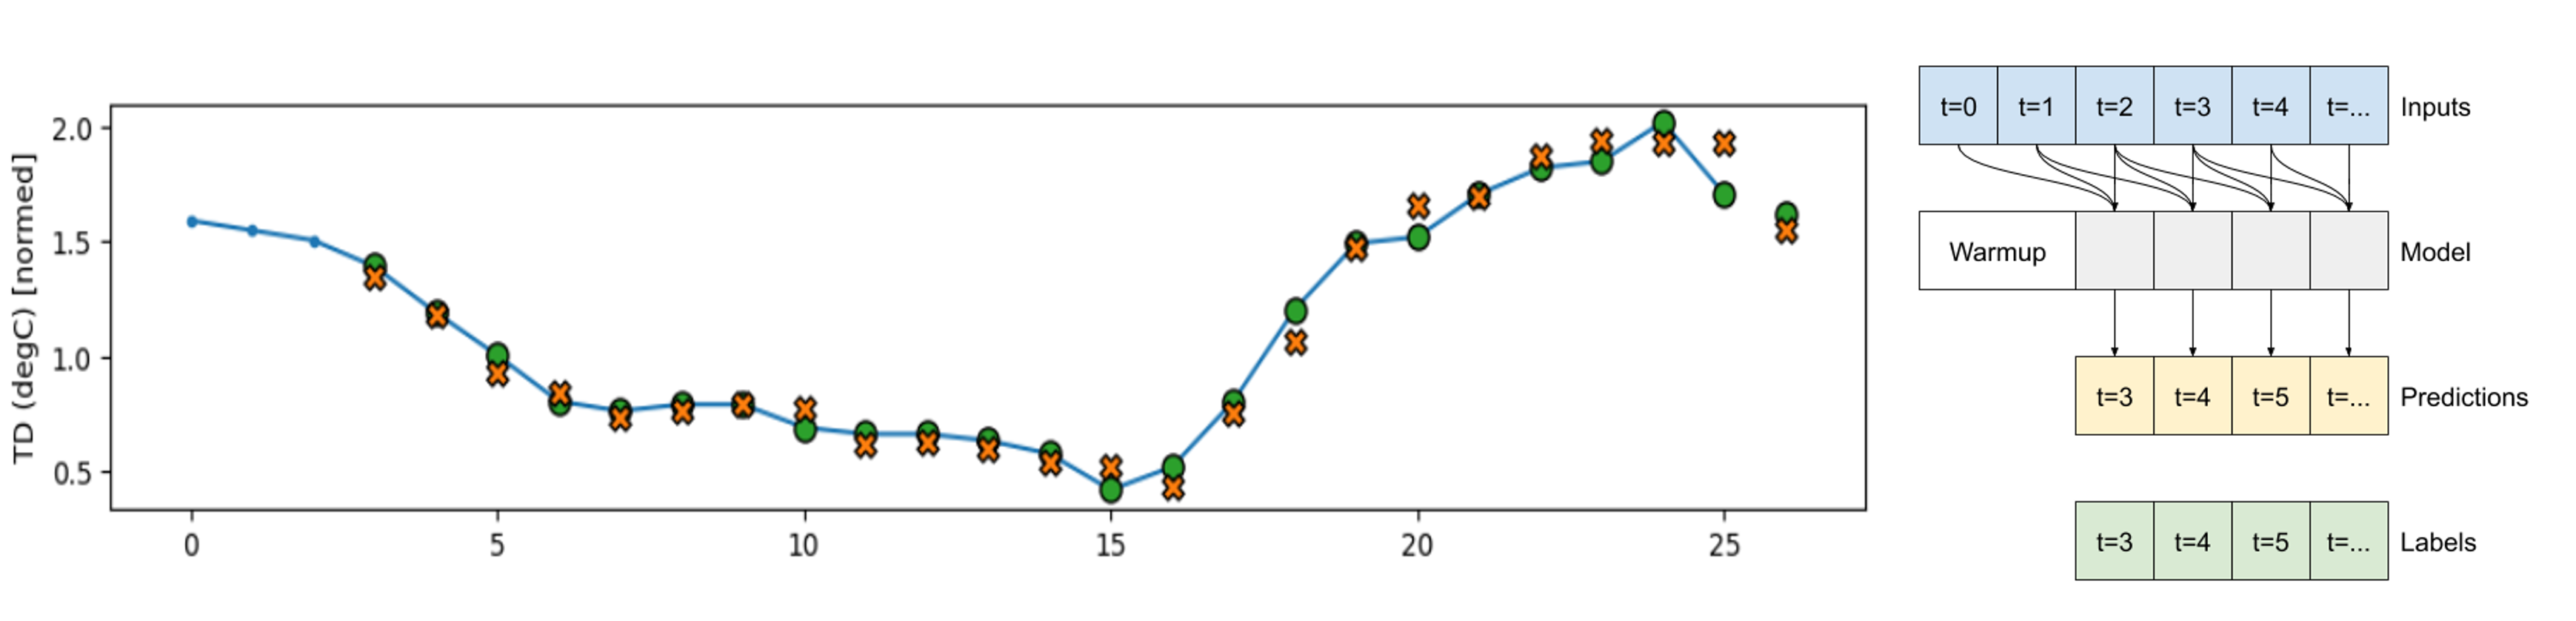 TD (degC) [normed]
2.0
1.5
1.0
0.5
0 5 10 15 20 25
t=0 t=1 t=2 t=3 t=4 t=... Inputs
Warmup Model
t=3 t=4 t=5 t=... Predictions
t=3 t=4 t=5 t=... Labels